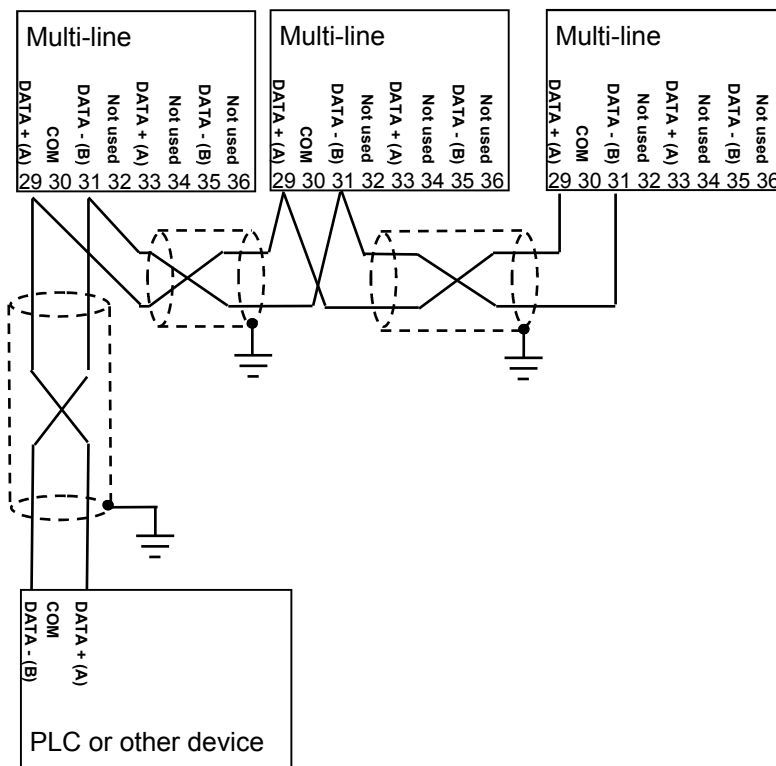 Multi-line
DATA + (A)
COM
DATA - (B)
Not used
DATA + (A)
Not used
DATA - (B)
Not used
29 30 31 32 33 34 35 36
Multi-line
DATA + (A)
COM
DATA - (B)
Not used
DATA + (A)
Not used
DATA - (B)
Not used
29 30 31 32 33 34 35 36
Multi-line
DATA + (A)
COM
DATA - (B)
Not used
DATA + (A)
Not used
DATA - (B)
Not used
29 30 31 32 33 34 35 36
DATA - (B)
COM
DATA + (A)
PLC or other device